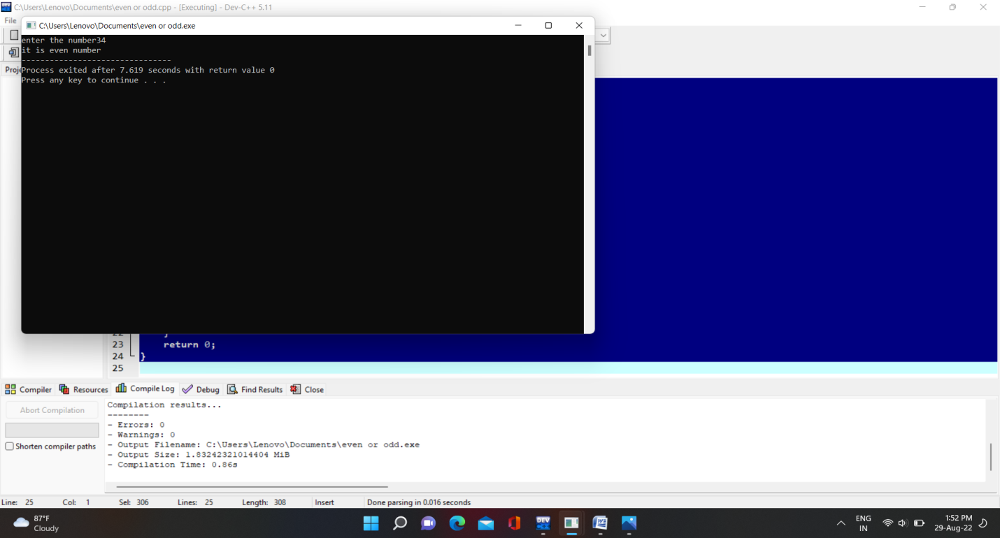 C:\Users\Lenovo\Documents\even or odd.cpp - [Executing] - Dev-C++ 5.11
File
C:\Users\Lenovo\Documents\even or odd.exe
enter the number34
it is even number
--------------------------------
Process exited after 7.619 seconds with return value 0
Press any key to continue . . .
22 }
23 return 0;
24 }
25
Compiler Resources Compile Log Debug Find Results Close
Abort Compilation
Shorten compiler paths
Compilation results...
--------
- Errors: 0
- Warnings: 0
- Output Filename: C:\Users\Lenovo\Documents\even or odd.exe
- Output Size: 1.83242321014404 MiB
- Compilation Time: 0.86s
Line: 25 Col: 1 Sel: 306 Lines: 25 Length: 308 Insert Done parsing in 0.016 seconds
87°F
Cloudy
DEV
W
ENG
IN
1:52 PM
29-Aug-22